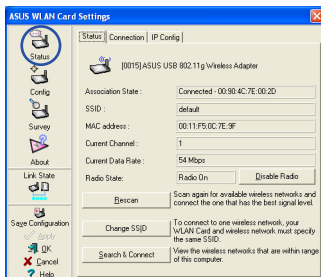 ASUS WLAN Card Settings
Status
Config
Survey
About
Link State
Save Configuration
Apply
OK
Cancel
Help
Status Connection IP Config
[0015] ASUS USB 802.11g Wireless Adapter
Association State : Connected - 00:90:4C:7E:00:2D
SSID : default
MAC address : 00:11:F5:0C:7E:9F
Current Channel : 1
Current Data Rate : 54 Mbps
Radio State: Radio On Disable Radio
Rescan
Scan again for available wireless networks and
connect the one that has the best signal level.
Change SSID
To connect to one wireless network, your
WLAN Card and Wireless network must specify
the same SSID.
Search & Connect
View the wireless networks that are within range
of this computer.